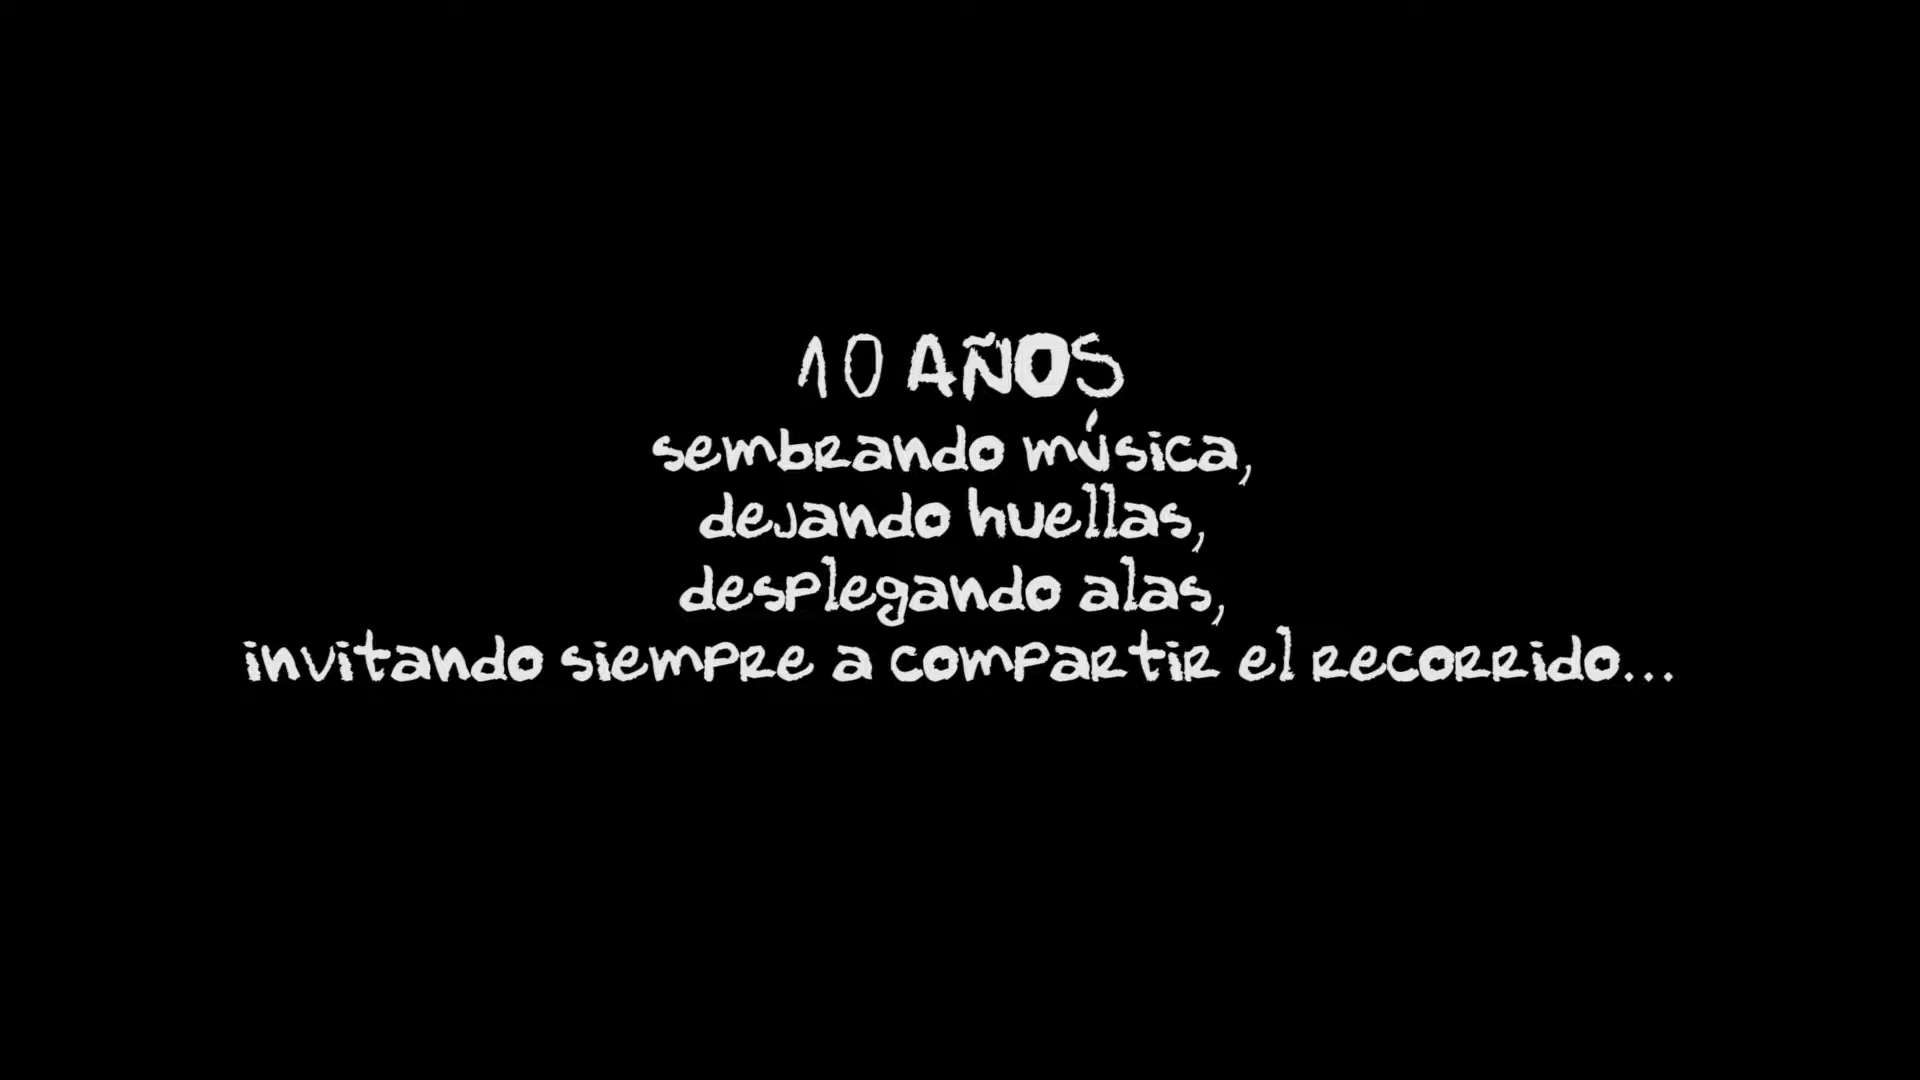 10 AÑOS
sembrando música,
dejando huellas,
desplegando alas,
invitando siempre a compartir el recorrido...